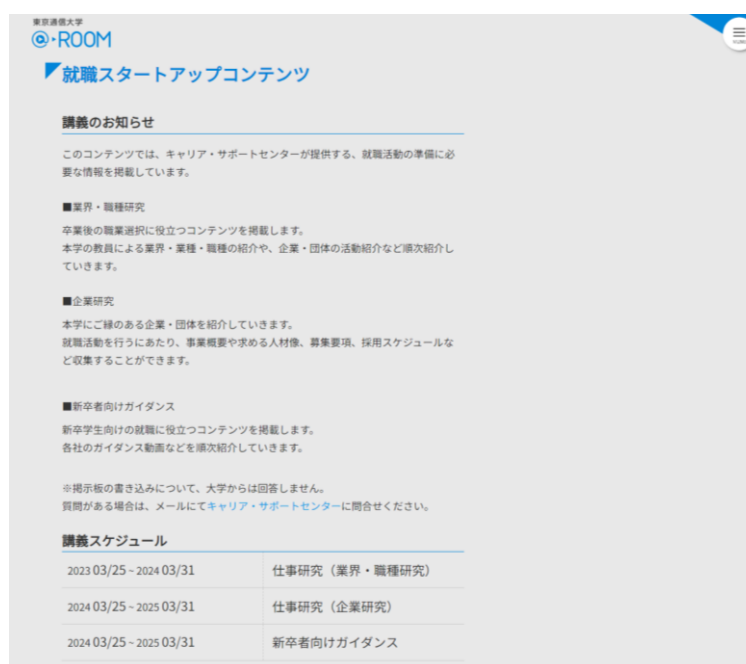 東京通信大学
@・ROOM
就職スタートアップコンテンツ
講義のお知らせ
このコンテンツでは、キャリア・サポートセンターが提供する、就職活動の準備に必
要な情報を掲載しています。
■業界・職種研究
卒業後の職業選択に役立つコンテンツを掲載します。
本学の教員による業界・業種・職種の紹介や、企業・団体の活動紹介など順次紹介し
ていきます。
■企業研究
本学にご縁のある企業・団体を紹介していきます。
就職活動を行うにあたり、事業概要や求める人材像、募集要項、採用スケジュールな
ど収集することができます。
■新卒者向けガイダンス
新卒学生向けの就職に役立つコンテンツを掲載します。
各社のガイダンス動画などを順次紹介していきます。
※掲示板の書き込みについて、大学からは回答しません。
質問がある場合は、メールにてキャリア・サポートセンターに問合せください。
講義スケジュール
2023 03/25 ~ 2024 03/31 仕事研究（業界・職種研究）
2024 03/25 ~ 2025 03/31 仕事研究（企業研究）
2024 03/25 ~ 2025 03/31 新卒者向けガイダンス